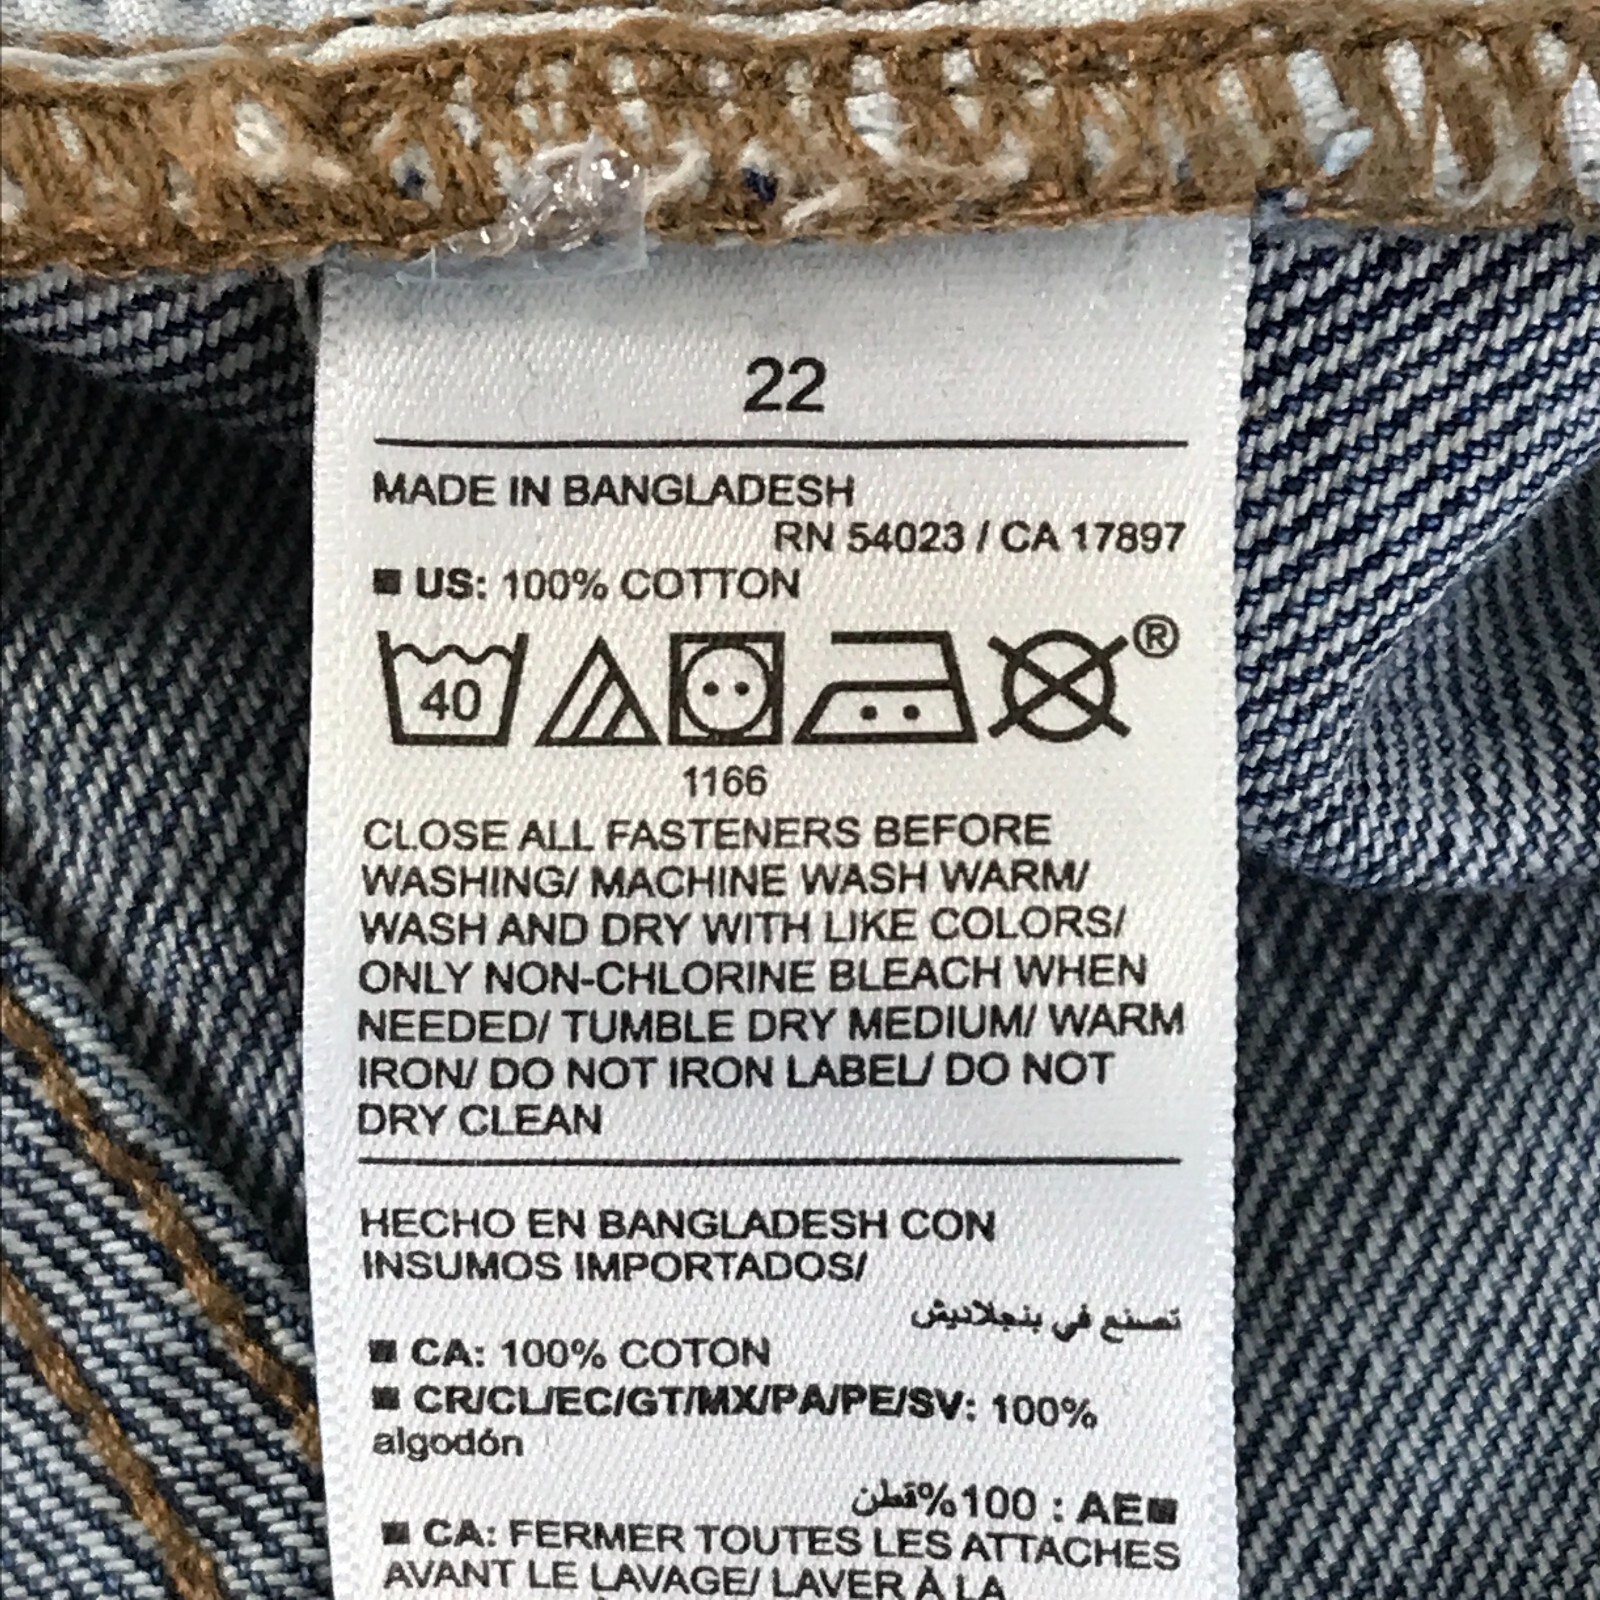 22
MADE IN BANGLADESH
RN 54023 / CA 17897
■ US: 100% COTTON
40
®
1166
CLOSE ALL FASTENERS BEFORE
WASHING/ MACHINE WASH WARM/
WASH AND DRY WITH LIKE COLORS/
ONLY NON-CHLORINE BLEACH WHEN
NEEDED/ TUMBLE DRY MEDIUM/ WARM
IRON/ DO NOT IRON LABEL/ DO NOT
DRY CLEAN
HECHO EN BANGLADESH CON
INSUMOS IMPORTADOS/
تصنع في بنجلاديش
■ CA: 100% COTON
■ CR/CL/EC/GT/MX/PA/PE/SV: 100%
algodón
■AE : 100%قطن
■ CA: FERMER TOUTES LES ATTACHES
AVANT LE LAVAGE/ LAVER À LA